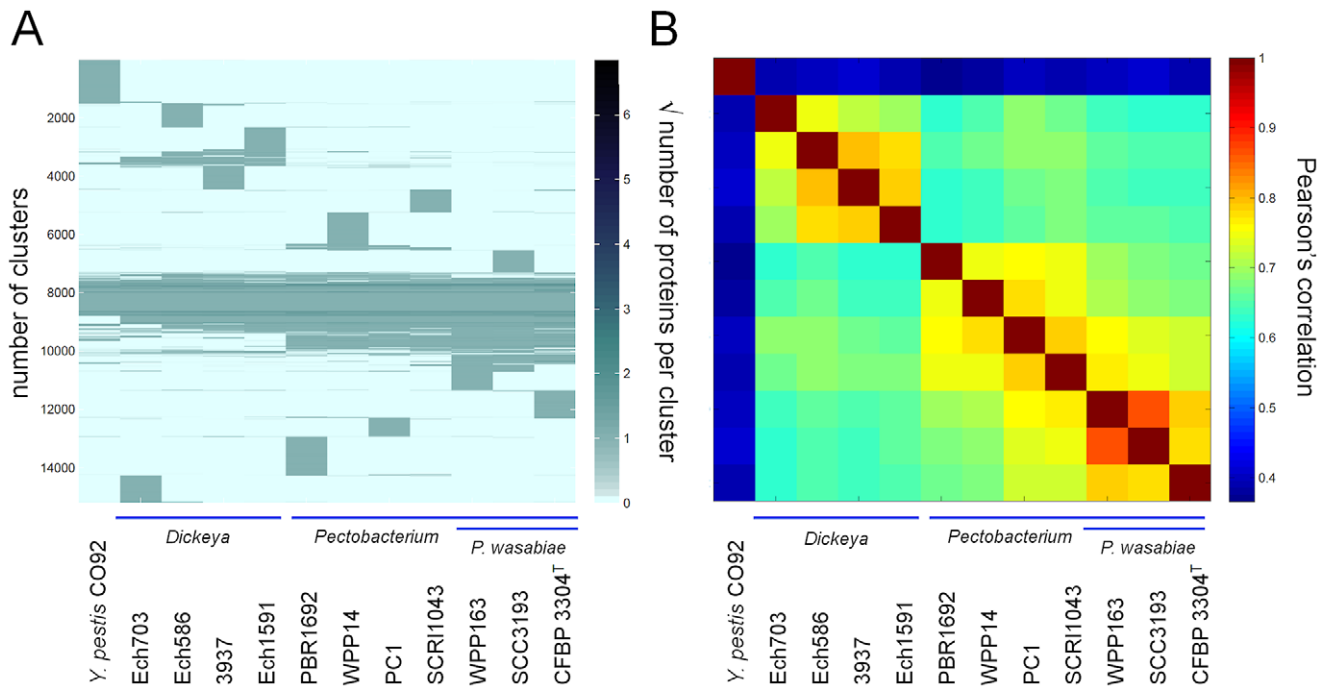 A
number of clusters
2000
4000
6000
8000
10000
12000
14000
6
5
4
3
2
1
0
√ number of proteins per cluster
Dickeya
Pectobacterium
P. wasabiae
Y. pestis CO92
Ech703
Ech586
3937
Ech1591
PBR1692
WPP14
PC1
SCRI1043
WPP163
SCC3193
CFBP 3304ᵀ
B
1
0.9
0.8
0.7
0.6
0.5
0.4
Pearson's correlation
Dickeya
Pectobacterium
P. wasabiae
Y. pestis CO92
Ech703
Ech586
3937
Ech1591
PBR1692
WPP14
PC1
SCRI1043
WPP163
SCC3193
CFBP 3304ᵀ